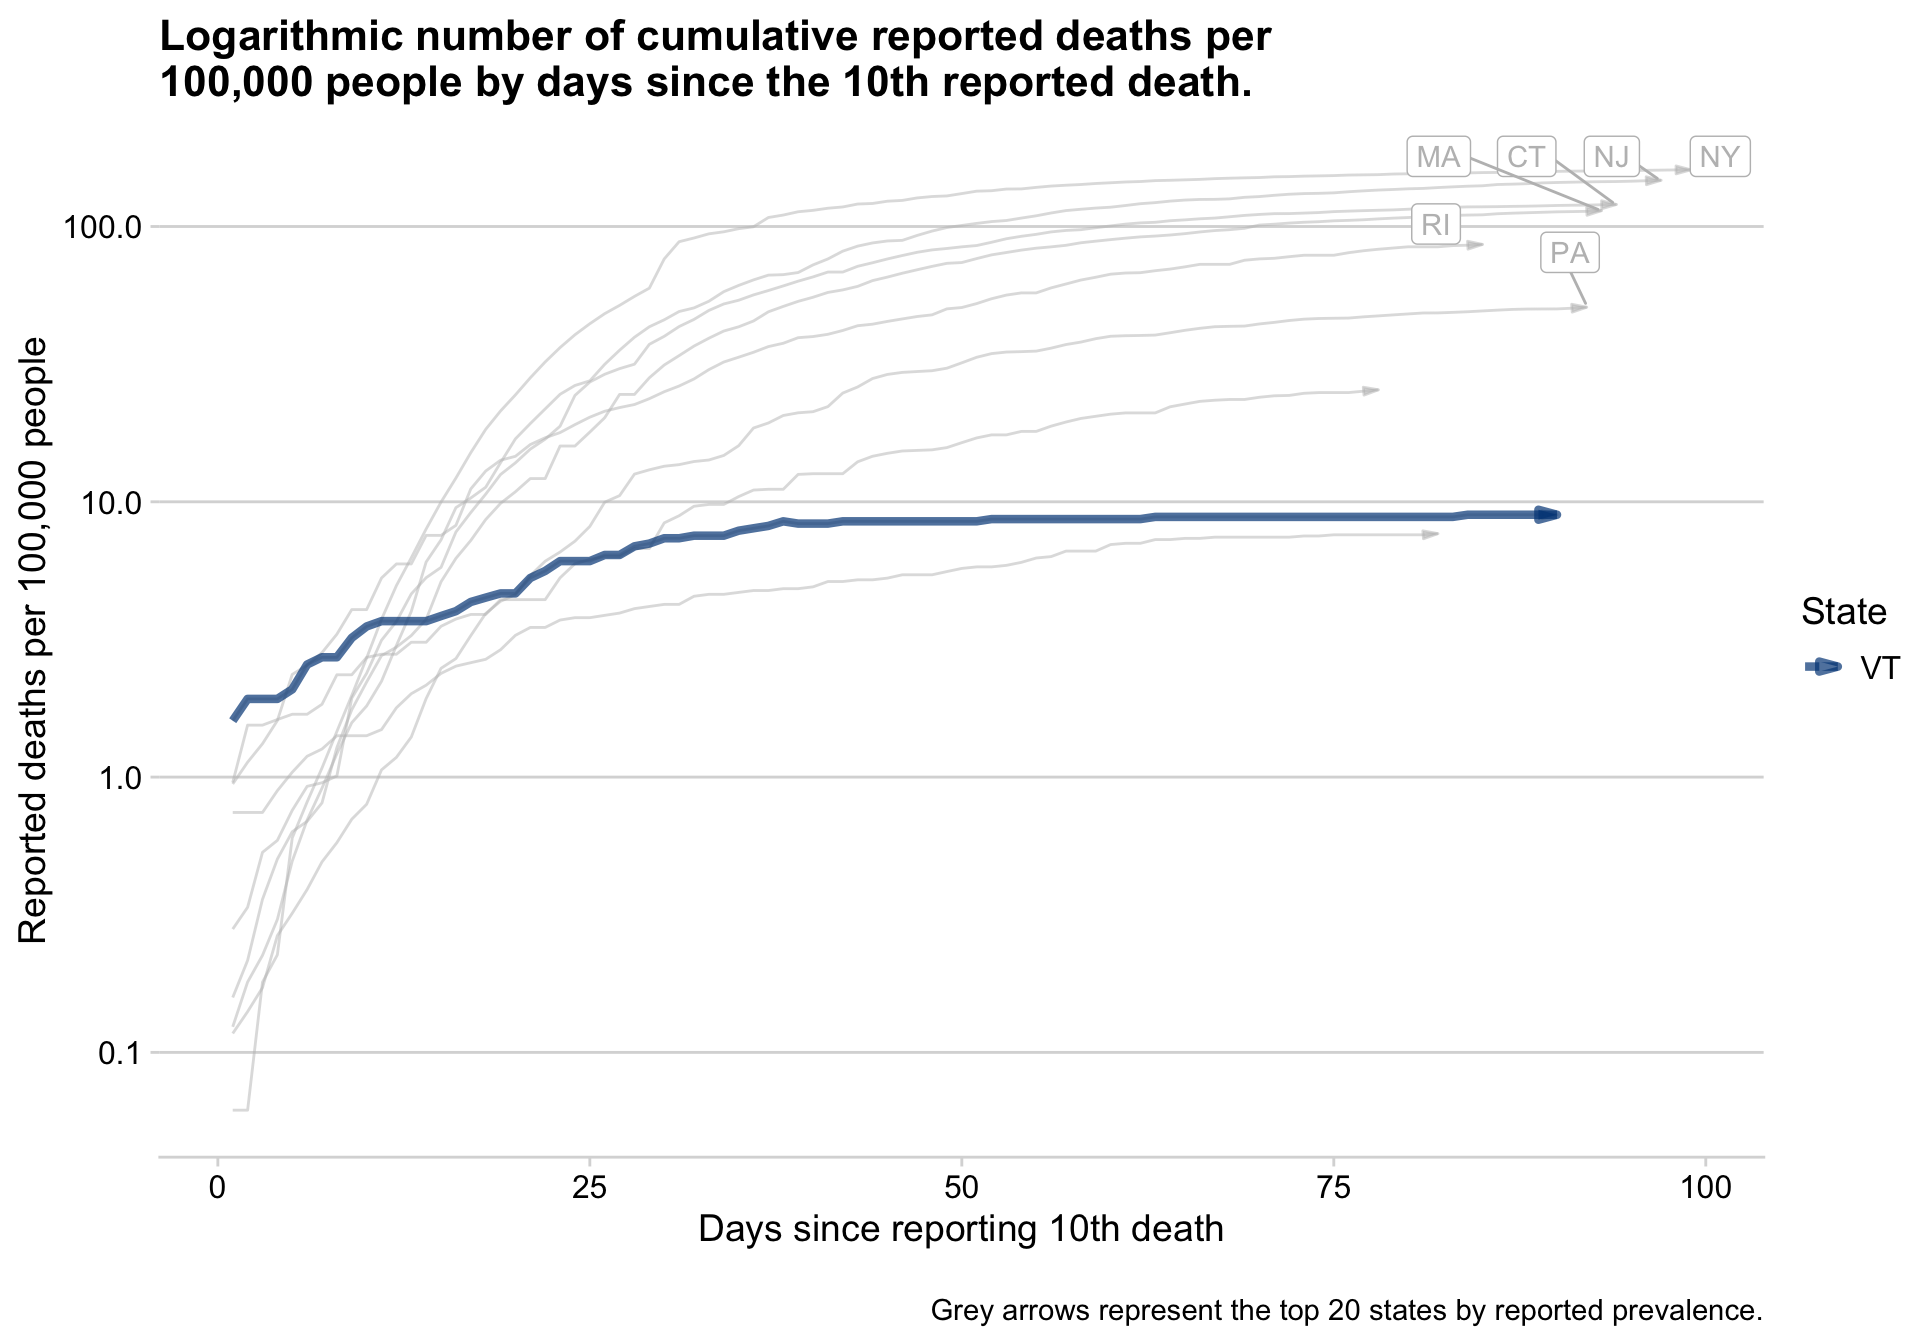 Logarithmic number of cumulative reported deaths per
100,000 people by days since the 10th reported death.
MA CT NJ NY
RI
PA
100.0
10.0
1.0
0.1
Reported deaths per 100,000 people
State
VT
0 25 50 75 100
Days since reporting 10th death
Grey arrows represent the top 20 states by reported prevalence.